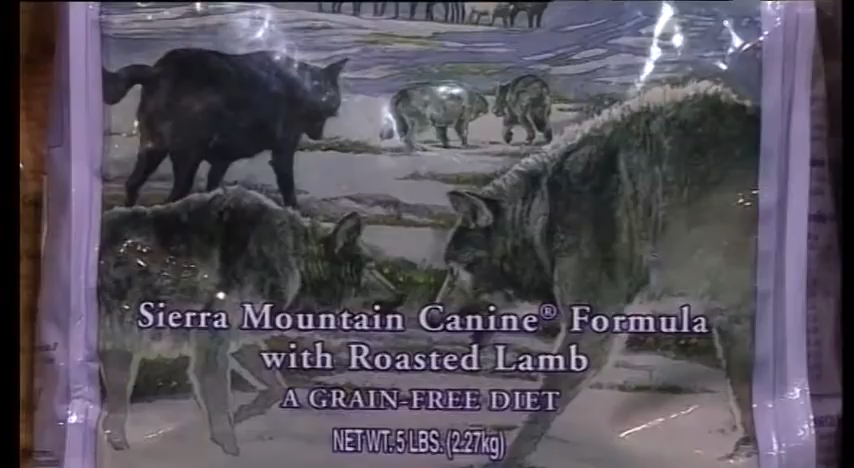 Sierra Mountain Canine® Formula
with Roasted Lamb
A GRAIN-FREE DIET
NET WT. 5 LBS. (2.27kg)